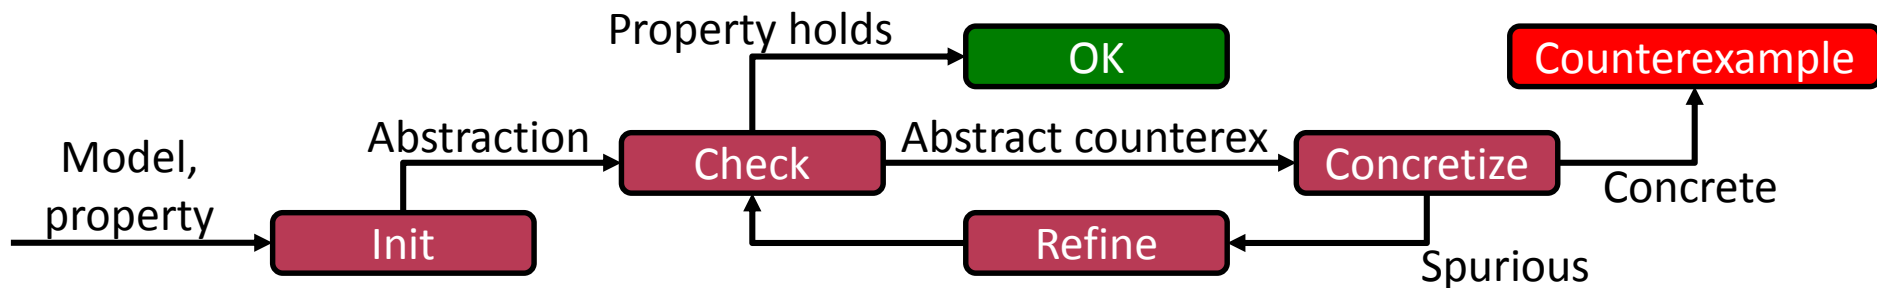 Property holds
OK
Counterexample
Model,
property
Abstraction
Check
Abstract counterex
Concretize
Concrete
Init
Refine
Spurious